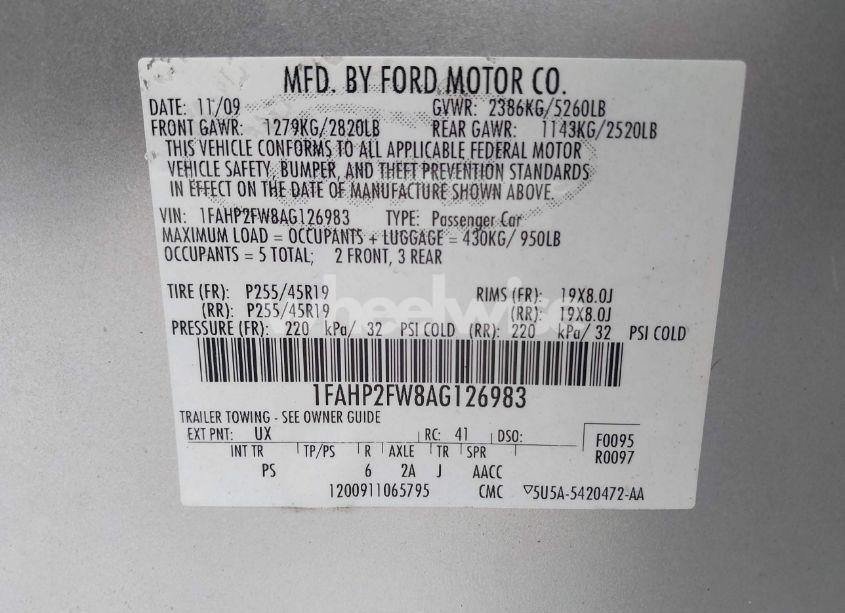 MFD. BY FORD MOTOR CO.
DATE: 11/09 GVWR: 2386KG/5260LB
FRONT GAWR: 1279KG/2820LB REAR GAWR: 1143KG/2520LB
THIS VEHICLE CONFORMS TO ALL APPLICABLE FEDERAL MOTOR
VEHICLE SAFETY, BUMPER, AND THEFT PREVENTION STANDARDS
IN EFFECT ON THE DATE OF MANUFACTURE SHOWN ABOVE.
VIN: 1FAHP2FW8AG126983 TYPE: Passenger Car
MAXIMUM LOAD = OCCUPANTS + LUGGAGE = 430KG/ 950LB
OCCUPANTS = 5 TOTAL; 2 FRONT, 3 REAR
TIRE (FR): P255/45R19 RIMS (FR): 19X8.0J
(RR): P255/45R19 (RR): 19X8.0J
wheelwise
PRESSURE (FR): 220 kPa/ 32 PSI COLD (RR): 220 kPa/ 32 PSI COLD
1FAHP2FW8AG126983
TRAILER TOWING - SEE OWNER GUIDE
EXT PNT: UX RC: 41 DSO: F0095
INT TR TP/PS R AXLE TR SPR R0097
PS 6 2A J AACC
1200911065795 CMC ▽5U5A-5420472-AA